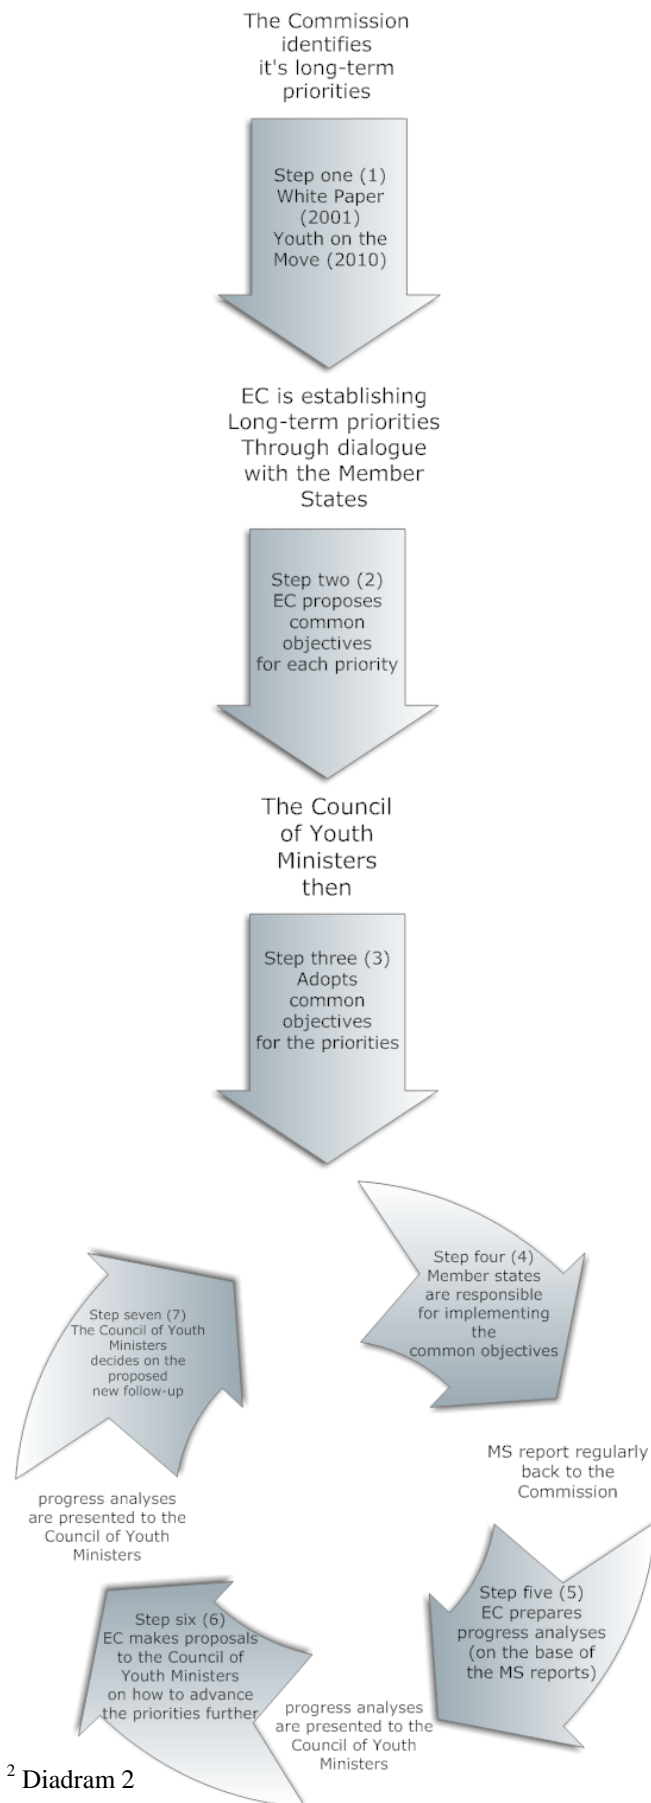 The Commission
identifies
it's long-term
priorities
Step one (1)
White Paper
(2001)
Youth on the
Move (2010)
EC is establishing
Long-term priorities
Through dialogue
with the Member
States
Step two (2)
EC proposes
common
objectives
for each priority
The Council
of Youth
Ministers
then
Step three (3)
Adopts
common
objectives
for the priorities
Step four (4)
Member states
are responsible
for implementing
the
common objectives
MS report regularly
back to the
Commission
Step five (5)
EC prepares
progress analyses
(on the base of
the MS reports)
progress analyses
are presented to the
Council of Youth
Ministers
Step six (6)
EC makes proposals
to the Council of
Youth Ministers
on how to advance
the priorities further
progress analyses
are presented to the
Council of Youth
Ministers
Step seven (7)
The Council of Youth
Ministers
decides on the
proposed
new follow-up
2 Diadram 2